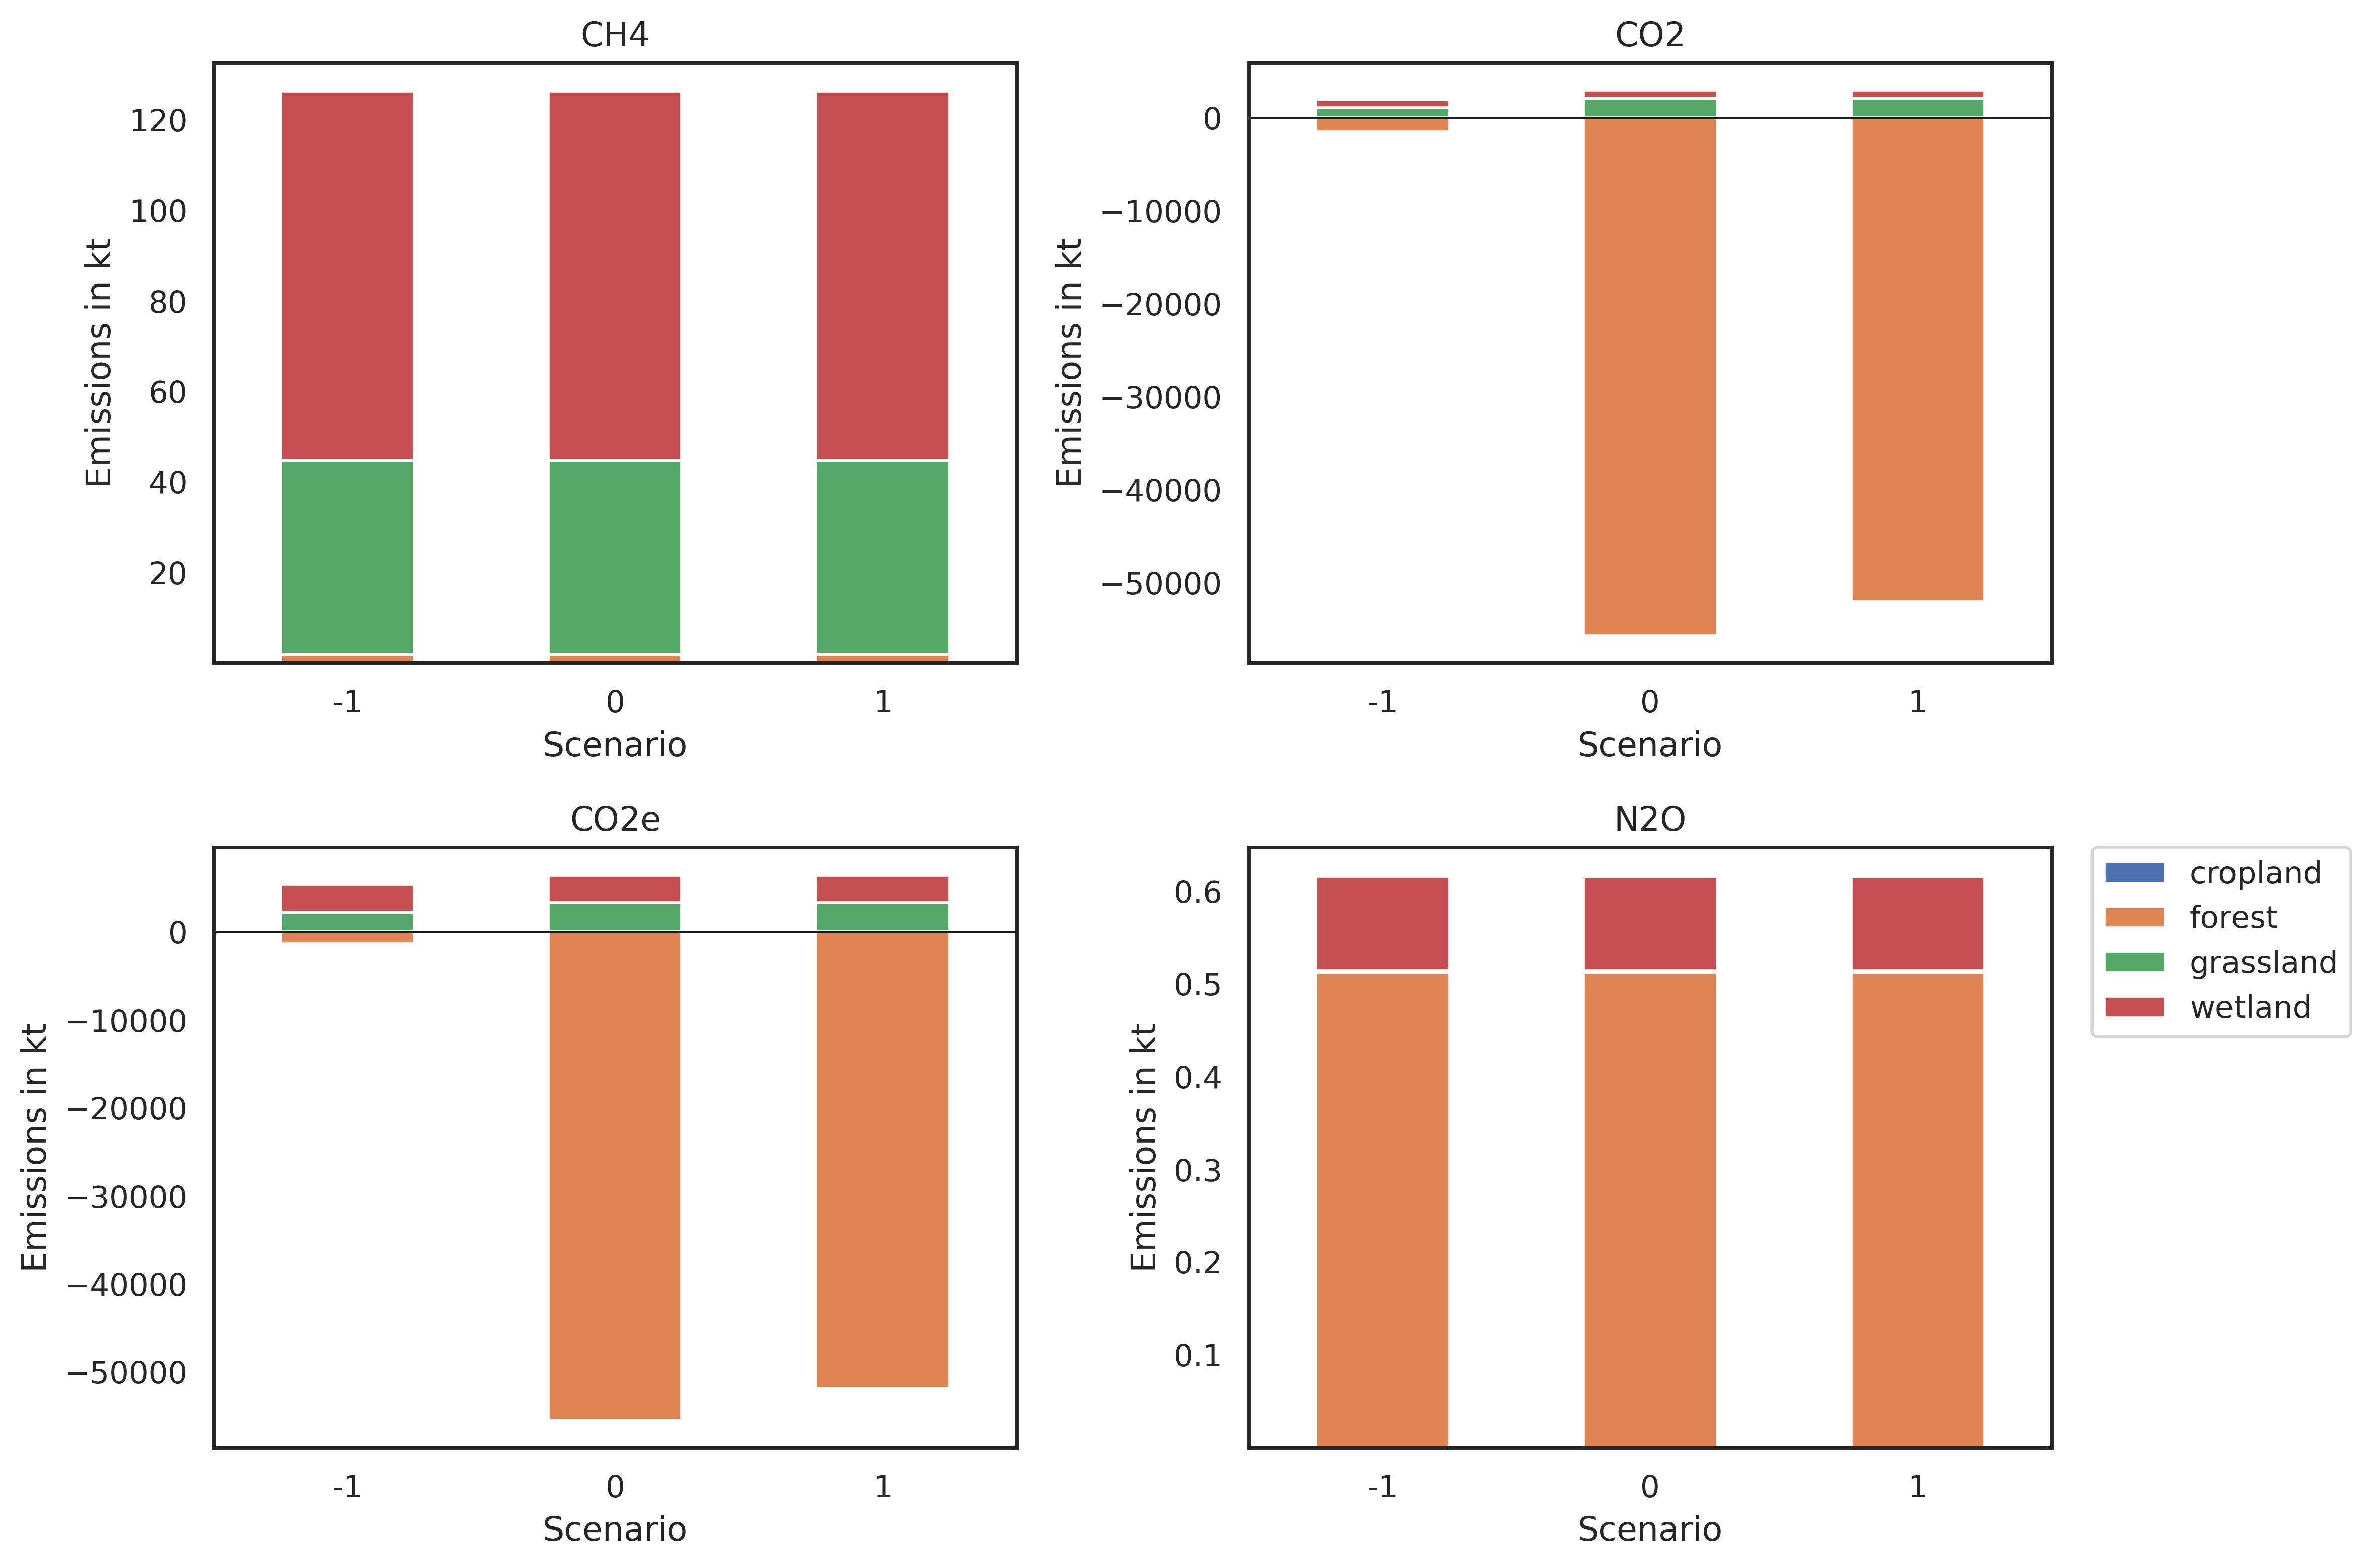 CH4
120
100
80
60
40
20
Emissions in kt
-1 0 1
Scenario
CO2
0
−10000
−20000
−30000
−40000
−50000
Emissions in kt
-1 0 1
Scenario
CO2e
0
−10000
−20000
−30000
−40000
−50000
Emissions in kt
-1 0 1
Scenario
N2O
0.6
0.5
0.4
0.3
0.2
0.1
Emissions in kt
-1 0 1
Scenario
cropland
forest
grassland
wetland